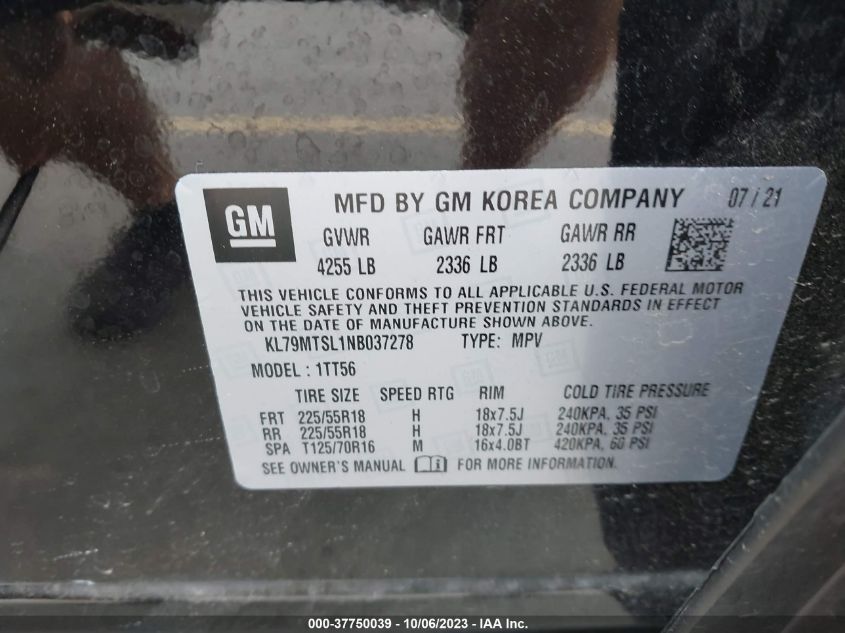 GM
MFD BY GM KOREA COMPANY 07/21
GVWR GAWR FRT GAWR RR
4255 LB 2336 LB 2336 LB
THIS VEHICLE CONFORMS TO ALL APPLICABLE U.S. FEDERAL MOTOR
VEHICLE SAFETY AND THEFT PREVENTION STANDARDS IN EFFECT
ON THE DATE OF MANUFACTURE SHOWN ABOVE.
KL79MTSL1NB037278 TYPE: MPV
MODEL: 1TT56
TIRE SIZE SPEED RTG RIM COLD TIRE PRESSURE
FRT 225/55R18 H 18x7.5J 240KPA, 35 PSI
RR 225/55R18 H 18x7.5J 240KPA, 35 PSI
SPA T125/70R16 M 16x4.0BT 420KPA, 60 PSI
SEE OWNER'S MANUAL FOR MORE INFORMATION.
000-37750039 - 10/06/2023 - IAA Inc.